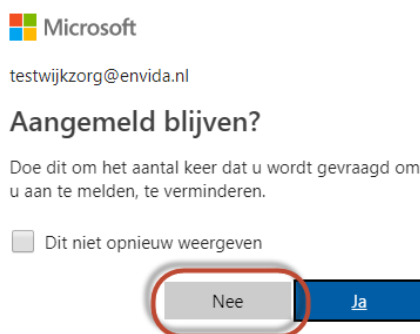 Microsoft
testwijkzorg@envida.nl
Aangemeld blijven?
Doe dit om het aantal keer dat u wordt gevraagd om
u aan te melden, te verminderen.
Dit niet opnieuw weergeven
Nee
Ja